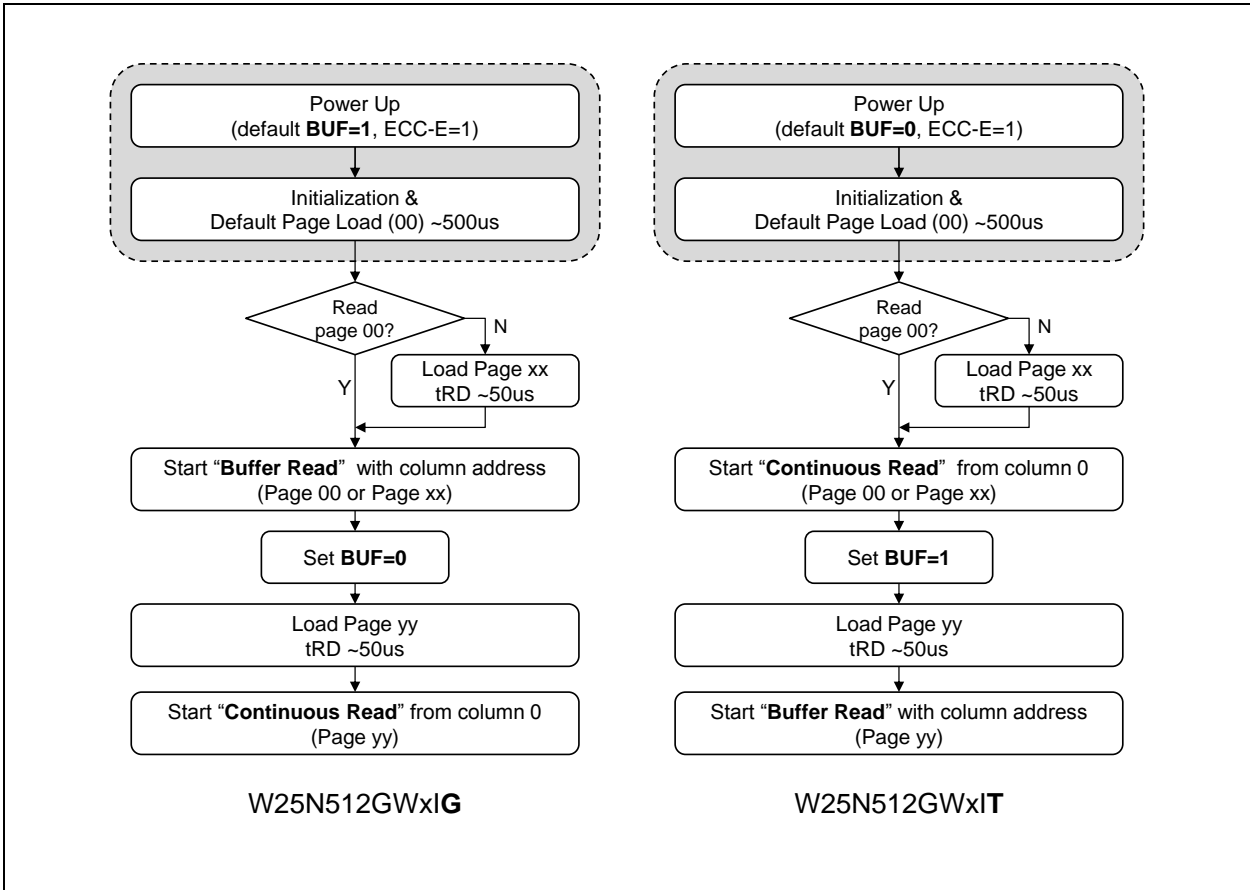 Power Up
(default BUF=1, ECC-E=1)
Initialization &
Default Page Load (00) ~500us
Read
page 00?
N
Y
Load Page xx
tRD ~50us
Start “Buffer Read” with column address
(Page 00 or Page xx)
Set BUF=0
Load Page yy
tRD ~50us
Start “Continuous Read” from column 0
(Page yy)
W25N512GWxIG
Power Up
(default BUF=0, ECC-E=1)
Initialization &
Default Page Load (00) ~500us
Read
page 00?
N
Y
Load Page xx
tRD ~50us
Start “Continuous Read” from column 0
(Page 00 or Page xx)
Set BUF=1
Load Page yy
tRD ~50us
Start “Buffer Read” with column address
(Page yy)
W25N512GWxIT